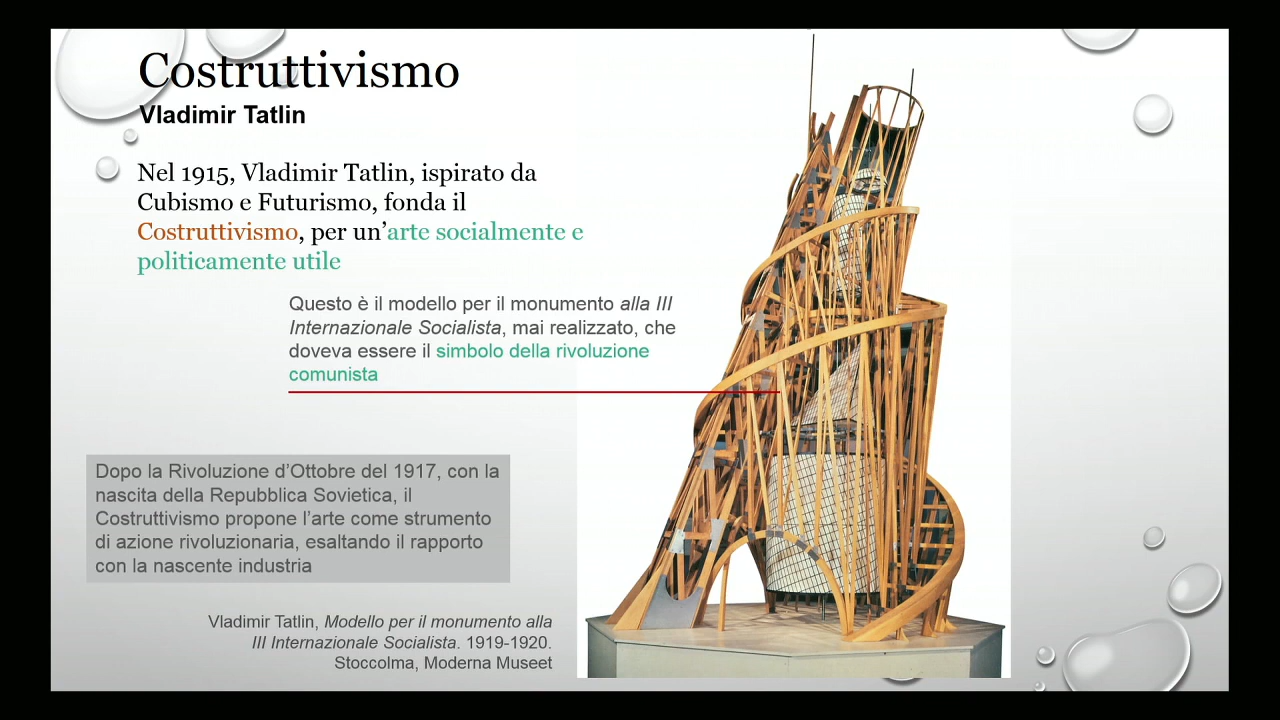 Costruttivismo
Vladimir Tatlin
Nel 1915, Vladimir Tatlin, ispirato da
Cubismo e Futurismo, fonda il
Costruttivismo, per un’arte socialmente e
politicamente utile
Questo è il modello per il monumento alla III
Internazionale Socialista, mai realizzato, che
doveva essere il simbolo della rivoluzione
comunista
Dopo la Rivoluzione d’Ottobre del 1917, con la
nascita della Repubblica Sovietica, il
Costruttivismo propone l’arte come strumento
di azione rivoluzionaria, esaltando il rapporto
con la nascente industria
Vladimir Tatlin, Modello per il monumento alla
III Internazionale Socialista. 1919-1920.
Stoccolma, Moderna Museet